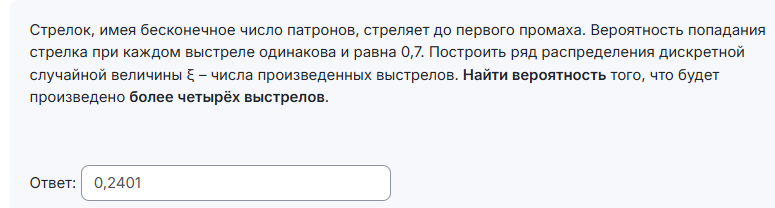 Стрелок, имея бесконечное число патронов, стреляет до первого промаха. Вероятность попадания
стрелка при каждом выстреле одинакова и равна 0,7. Построить ряд распределения дискретной
случайной величины ξ – числа произведенных выстрелов. Найти вероятность того, что будет
произведено более четырёх выстрелов.
Ответ: 0,2401